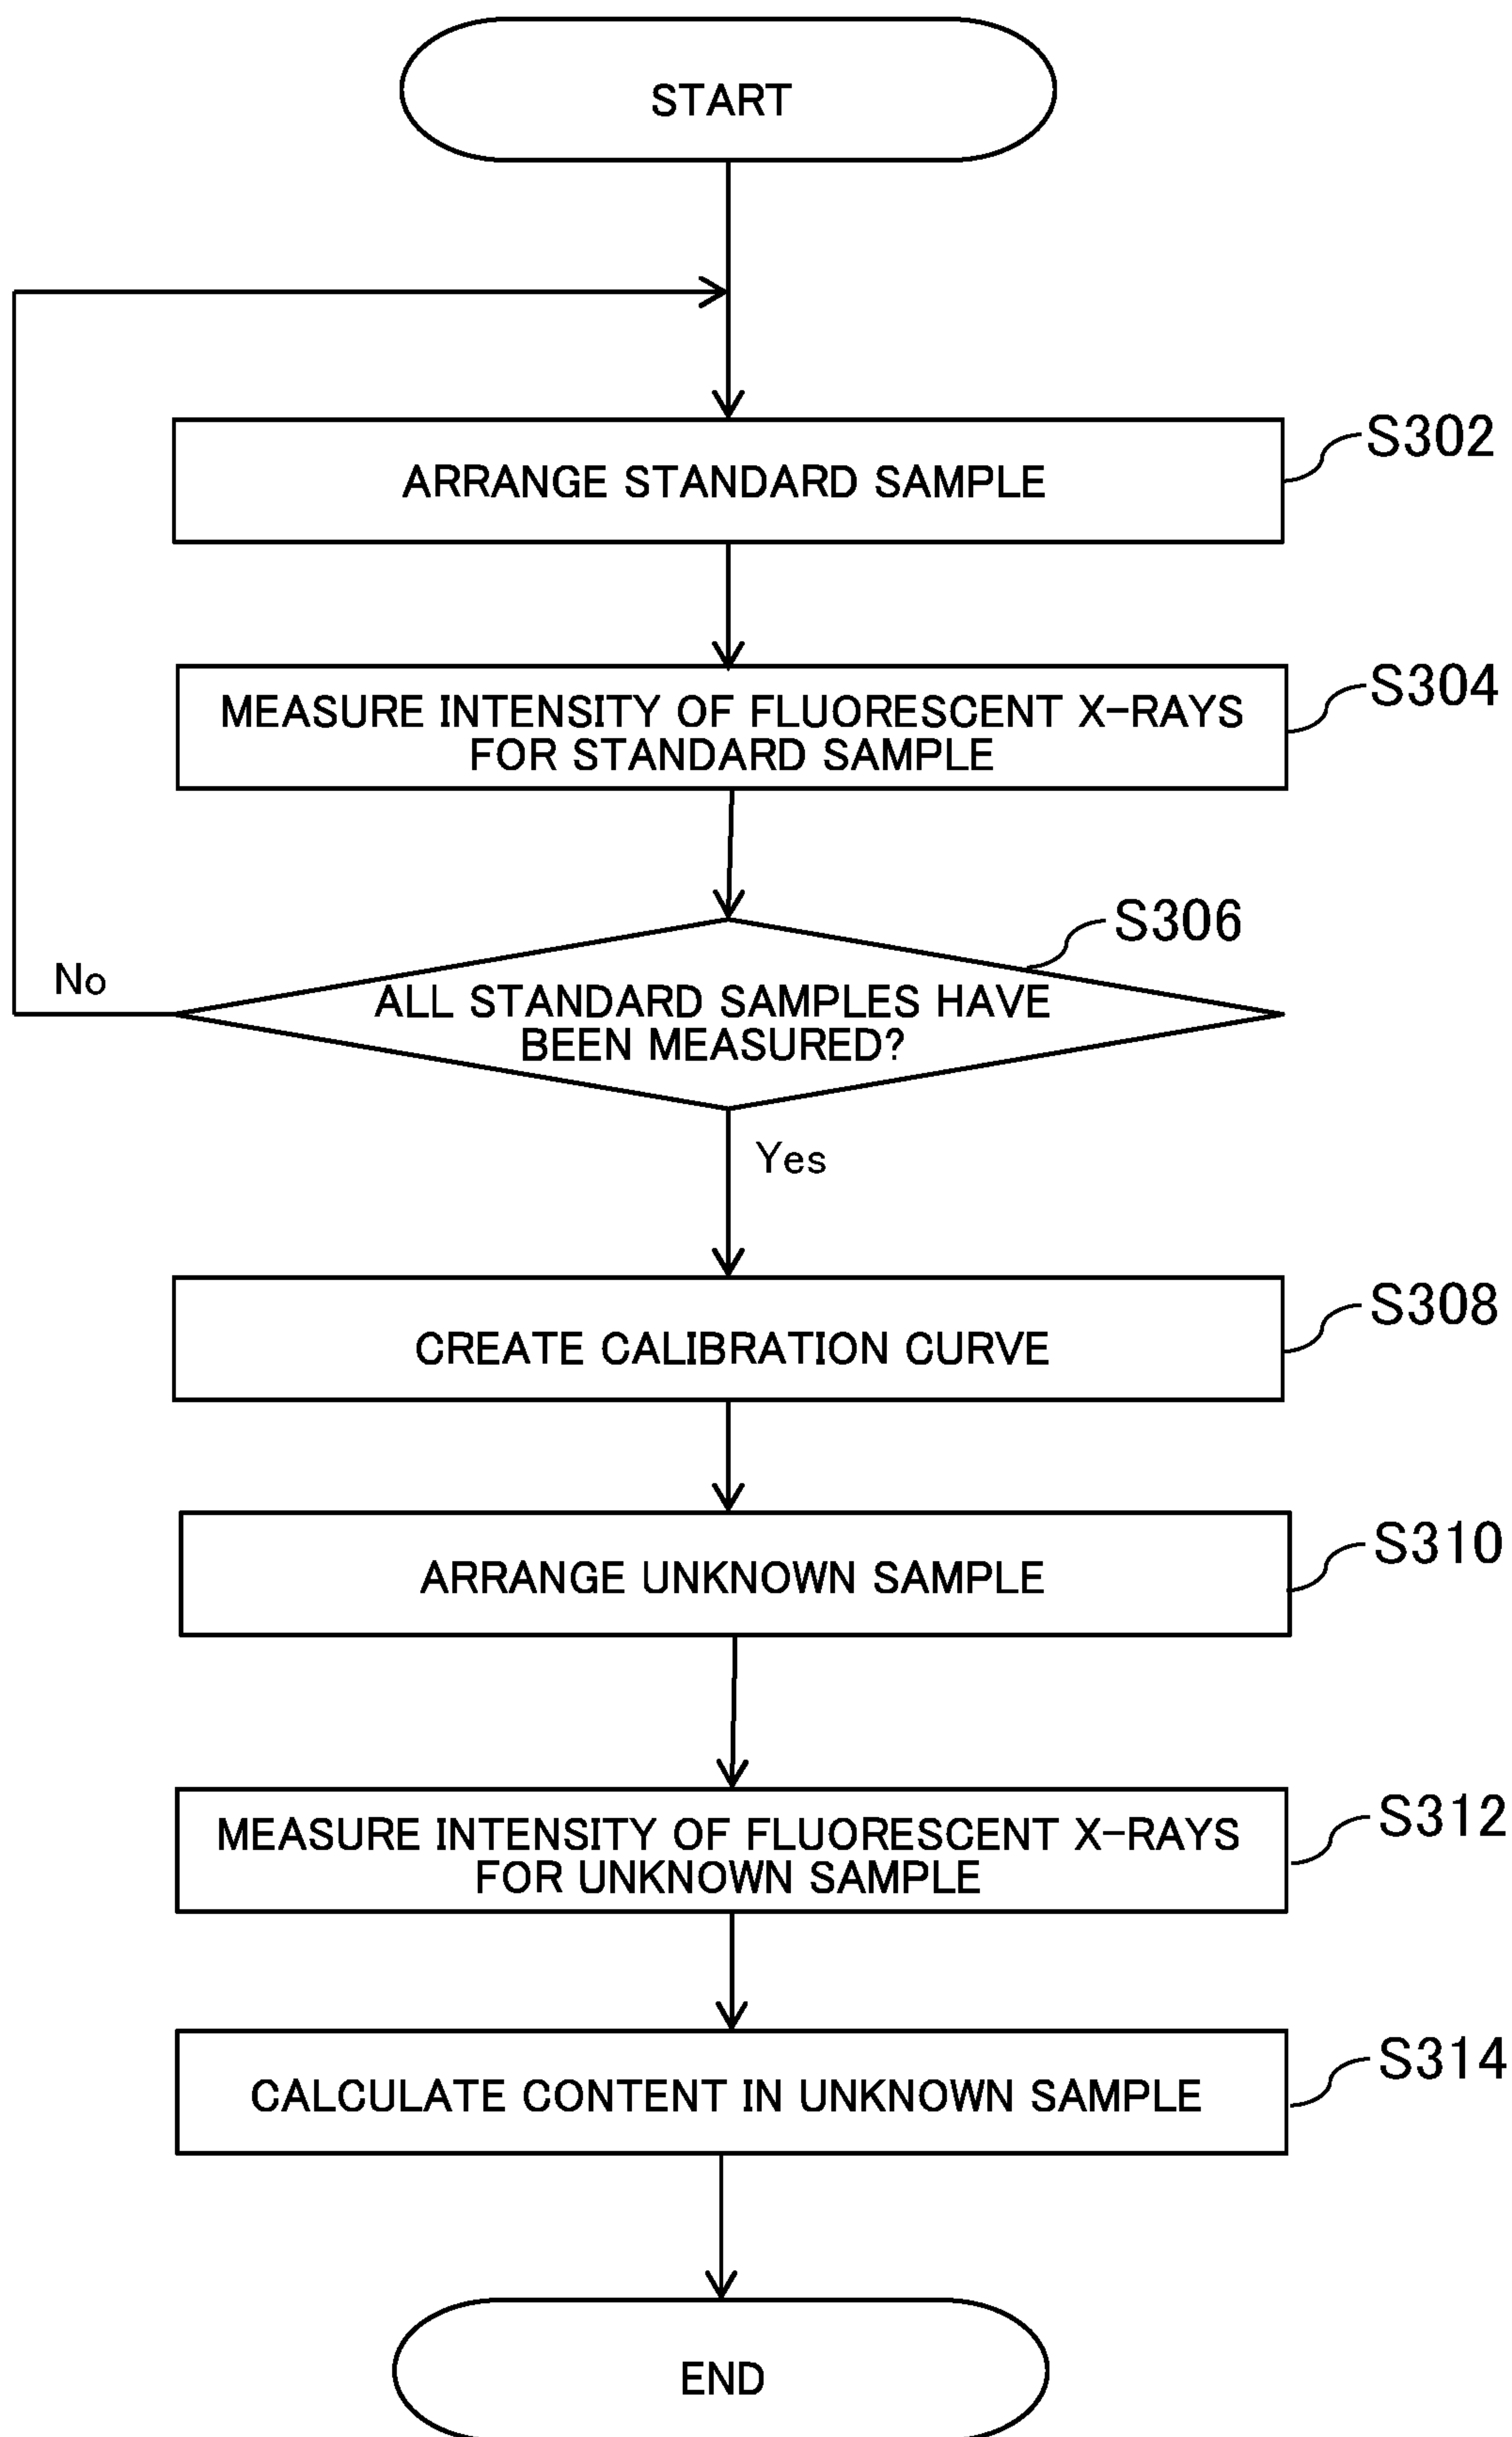 START
S302
ARRANGE STANDARD SAMPLE
S304
MEASURE INTENSITY OF FLUORESCENT X-RAYS
FOR STANDARD SAMPLE
S306
No
ALL STANDARD SAMPLES HAVE
BEEN MEASURED?
Yes
S308
CREATE CALIBRATION CURVE
S310
ARRANGE UNKNOWN SAMPLE
S312
MEASURE INTENSITY OF FLUORESCENT X-RAYS
FOR UNKNOWN SAMPLE
S314
CALCULATE CONTENT IN UNKNOWN SAMPLE
END